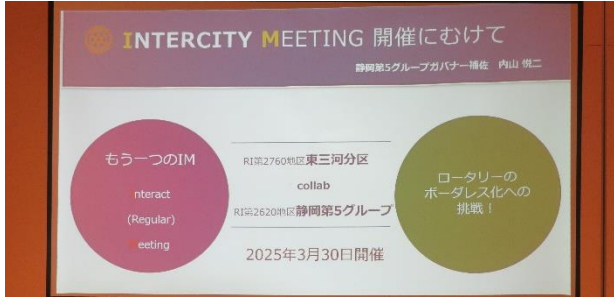 INTERCITY MEETING 開催にむけて
静岡第5グループガバナー補佐 内山 悦二
もう一つのIM
Interact
(Regular)
Meeting
RI第2760地区東三河分区
collab
RI第2620地区静岡第5グループ
2025年3月30日開催
ロータリーの
ボーダレス化への
挑戦!